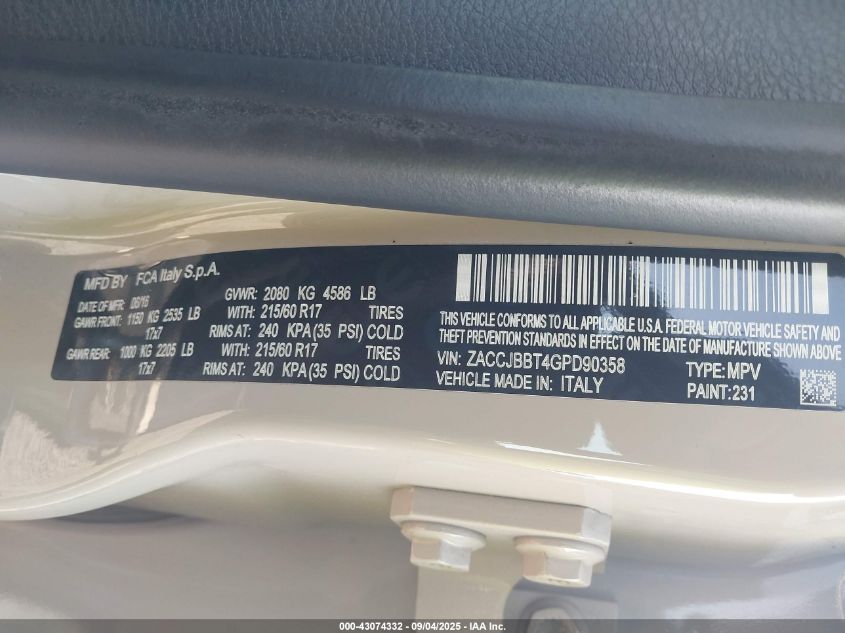 MFD BY FCA Italy S.p.A.
DATE OF MFR: 06/16 GVWR: 2080 KG 4586 LB
GAWR FRONT: 1150 KG 2535 LB WITH: 215/60 R17 TIRES
17x7 RIMS AT: 240 KPA(35 PSI) COLD
GAWR REAR: 1000 KG 2205 LB WITH: 215/60 R17 TIRES
17x7 RIMS AT: 240 KPA(35 PSI) COLD
THIS VEHICLE CONFORMS TO ALL APPLICABLE U.S.A. FEDERAL MOTOR VEHICLE SAFETY AND
THEFT PREVENTION STANDARDS IN EFFECT ON THE DATE OF MANUFACTURE SHOWN ABOVE.
VIN: ZACCJBBT4GPD90358 TYPE: MPV
VEHICLE MADE IN: ITALY PAINT: 231
000-43074332 - 09/04/2025 - IAA Inc.